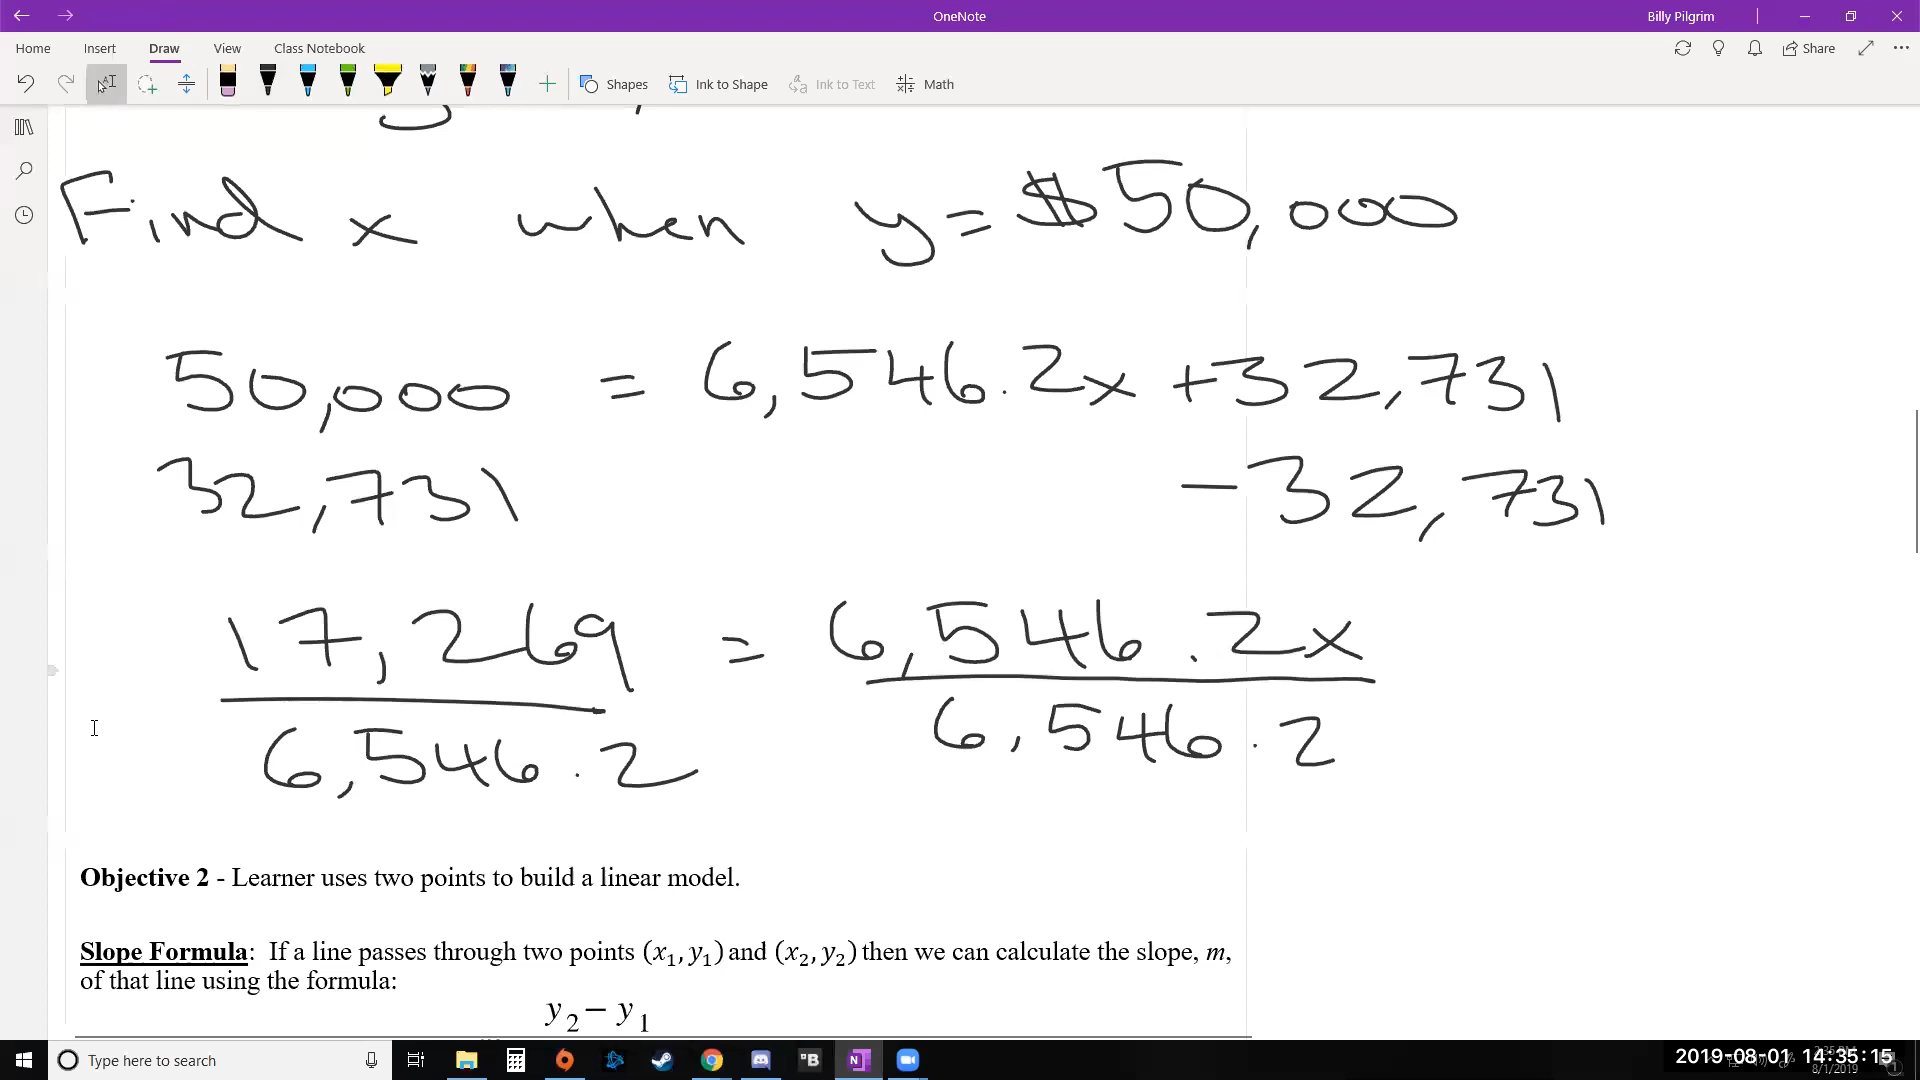 OneNote
Billy Pilgrim
Home Insert Draw View Class Notebook
Share
Shapes Ink to Shape Ink to Text Math
Find x when y = $50,000
50,000 = 6,546.2x + 32,731
32,731 - 32,731
17,269 = 6,546.2x
6,546.2 6,546.2
Objective 2 - Learner uses two points to build a linear model.
Slope Formula: If a line passes through two points (x₁, y₁) and (x₂, y₂) then we can calculate the slope, m,
of that line using the formula:
y₂ − y₁
Type here to search
2019-08-01 14:35:15
8/1/2019